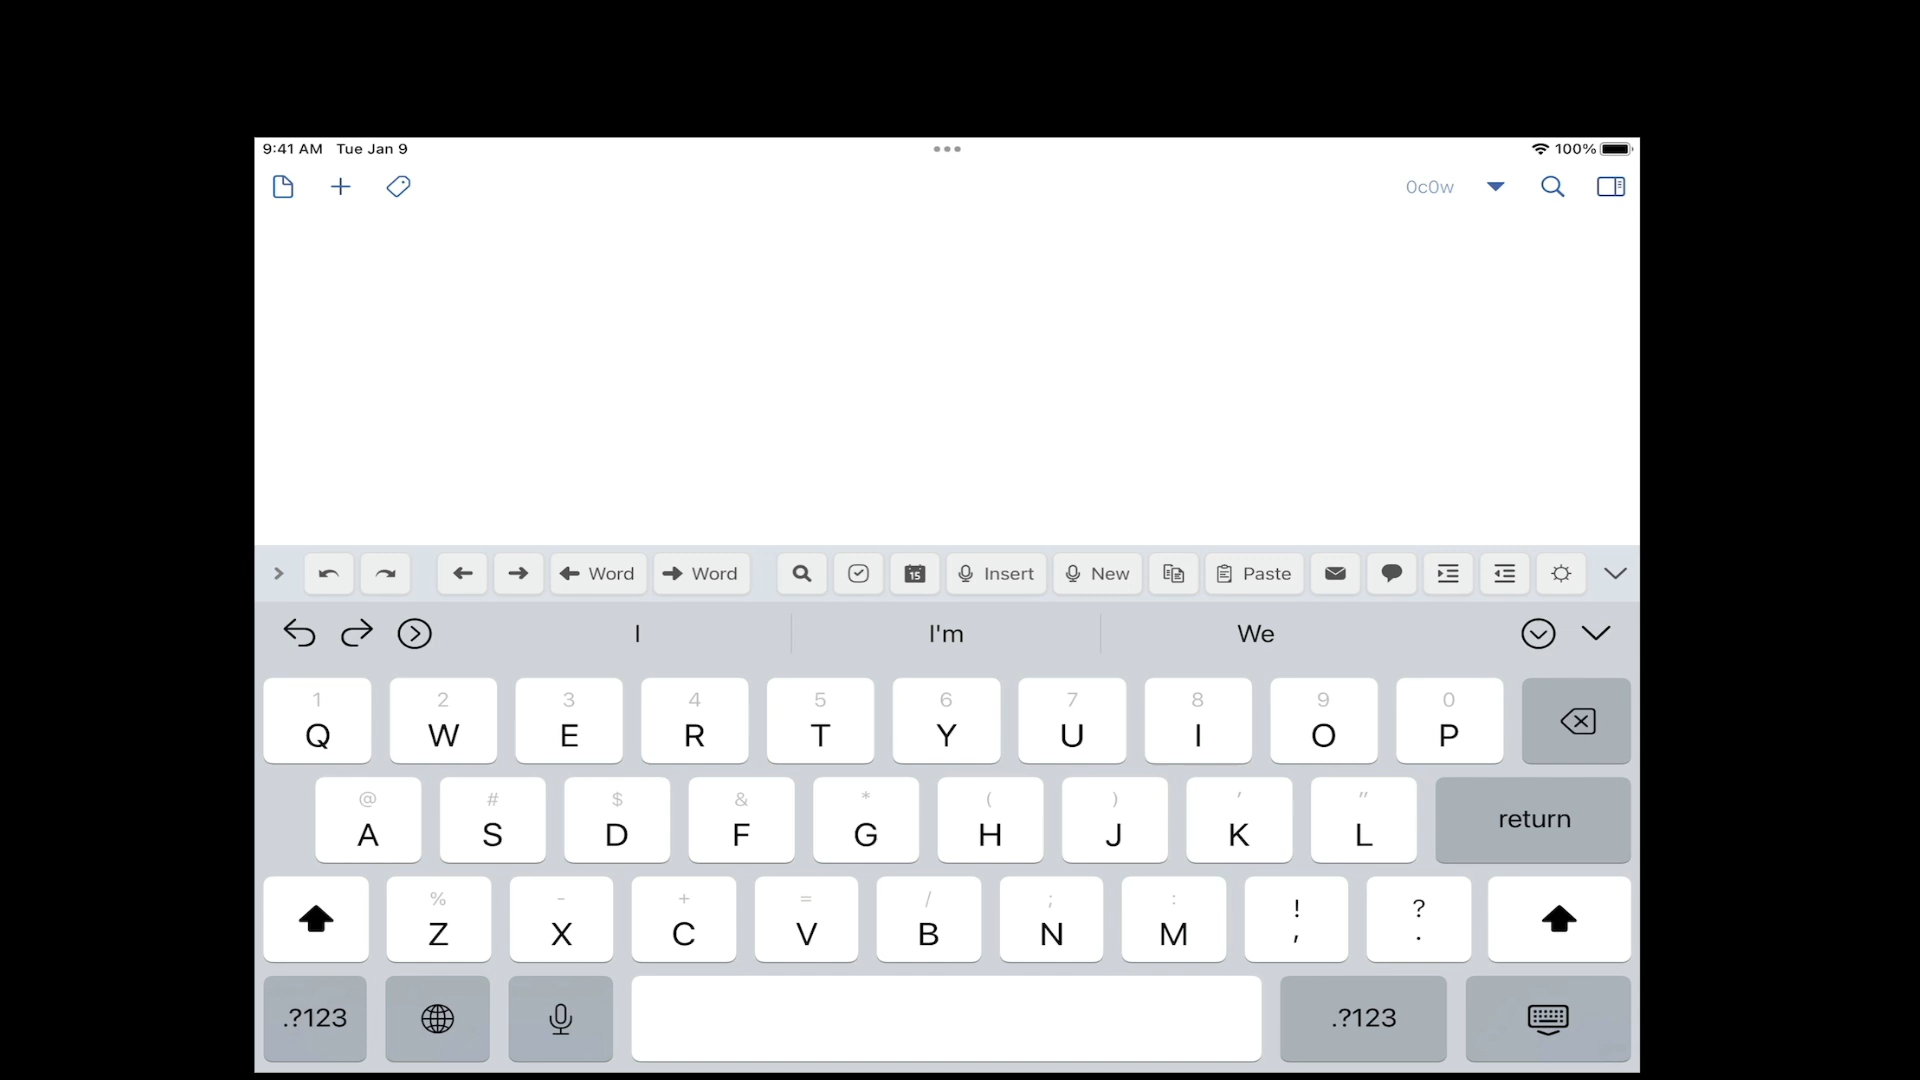 9:41 AM Tue Jan 9 100%
0c0w
15
Word Word Insert New Paste
I I'm We
1 2 3 4 5 6 7 8 9 0
Q W E R T Y U I O P
@ # $ & * ( ) ' "
A S D F G H J K L return
% - + = / ; : ! ?
Z X C V B N M , .
.?123 .?123